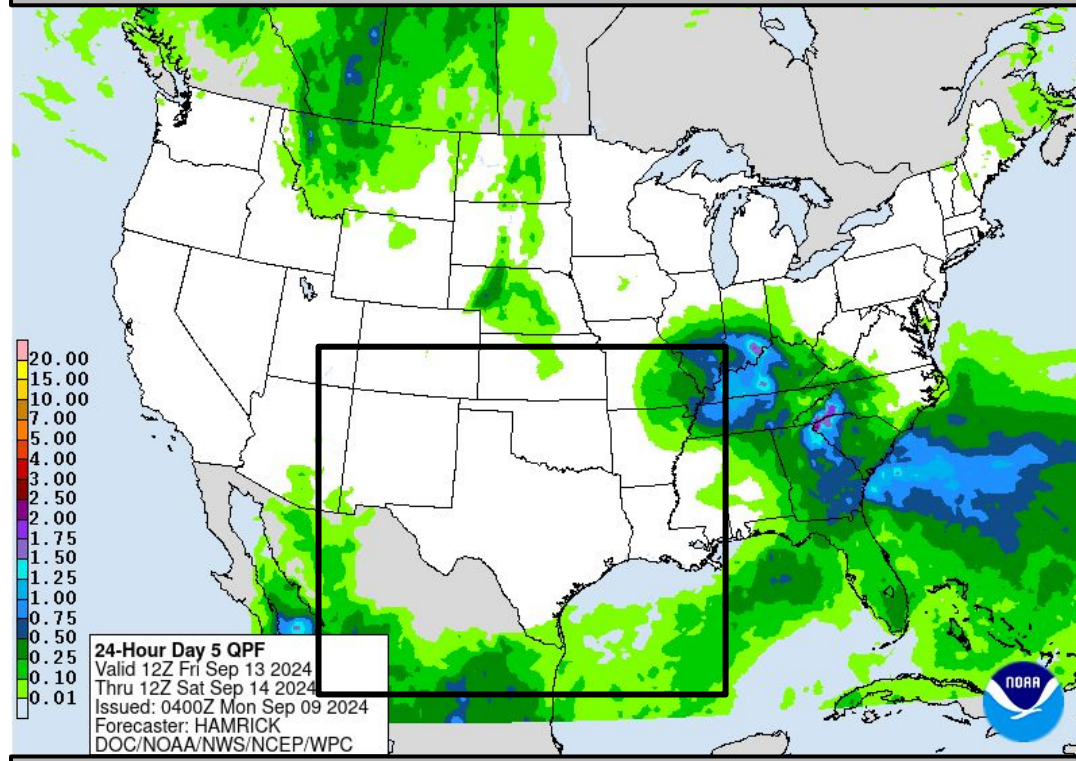 20.00
15.00
10.00
7.00
5.00
4.00
3.00
2.50
2.00
1.75
1.50
1.25
1.00
0.75
0.50
0.25
0.10
0.01
24-Hour Day 5 QPF
Valid 12Z Fri Sep 13 2024
Thru 12Z Sat Sep 14 2024
Issued: 0400Z Mon Sep 09 2024
Forecaster: HAMRICK
DOC/NOAA/NWS/NCEP/WPC
NOAA